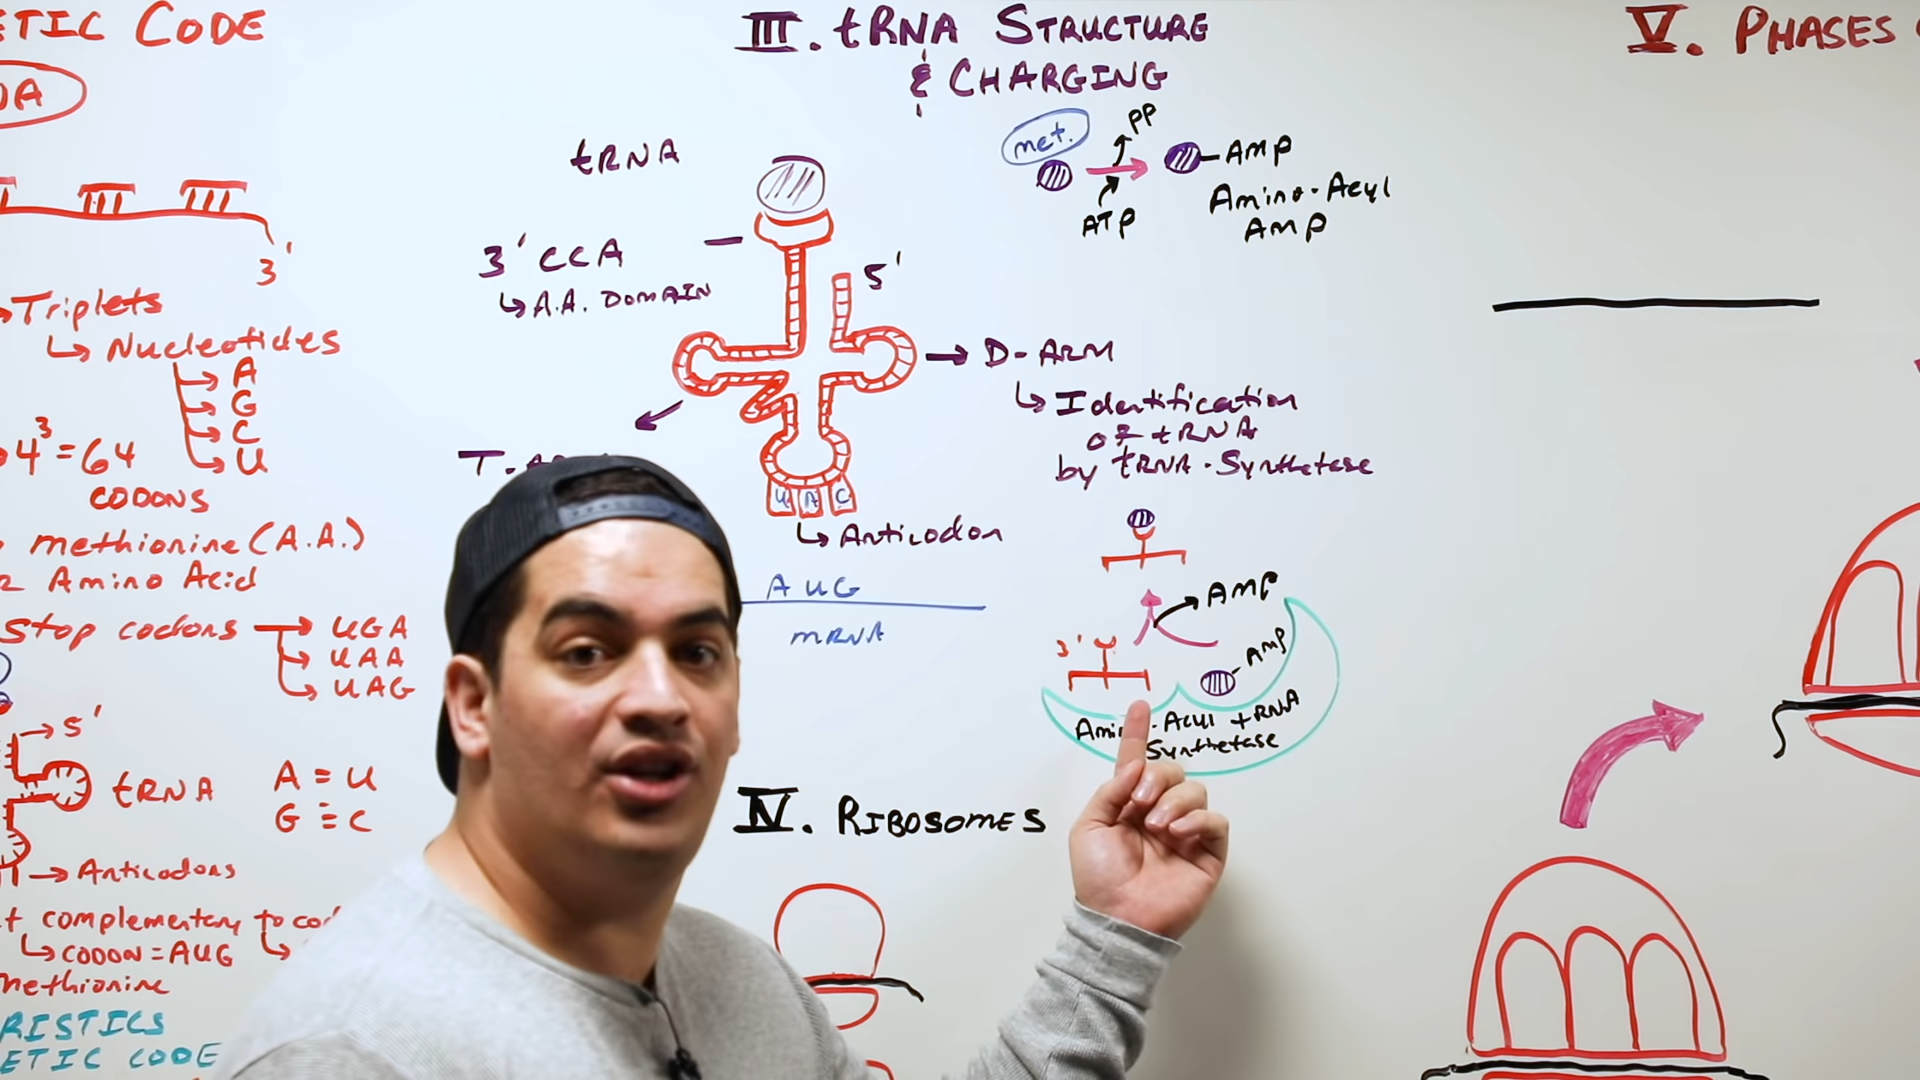 ETIC CODE
DA
3'
Triplets
Nucleotides
A
G
C
U
4³ = 64
CODONS
methionine (A.A.)
Amino Acid
Stop codons
UGA
UAA
UAG
5'
tRNA
A = U
G ≡ C
Anticodons
t complementary to co
CODON = AUG
methionine
RISTICS
ETIC CODE
III. tRNA STRUCTURE
& CHARGING
tRNA
3' CCA
A.A. DOMAIN
5'
D-ARM
Identification
of tRNA
by tRNA-Synthetase
T-A
U A C
Anticodon
A U G
mRNA
met.
PP
ATP
AMP
Amino-Acyl
AMP
AMP
3'
AMP
Ami -Acyl tRNA
Synthetase
IV. RIBOSOMES
V. PHASES